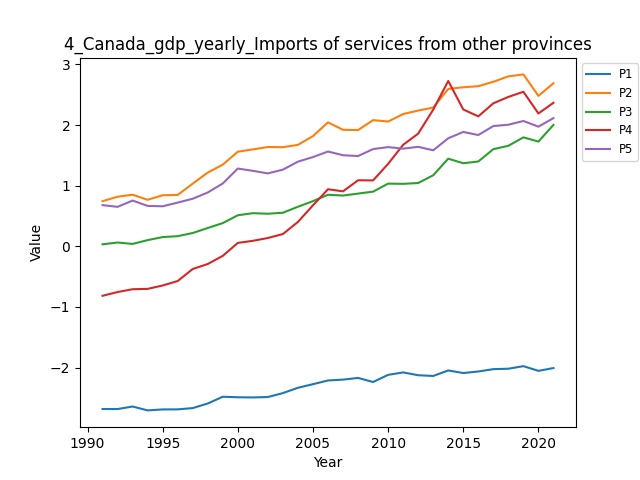 4_Canada_gdp_yearly_Imports of services from other provinces
3
2
1
0
−1
−2
Value
1990
1995
2000
2005
2010
2015
2020
Year
P1
P2
P3
P4
P5